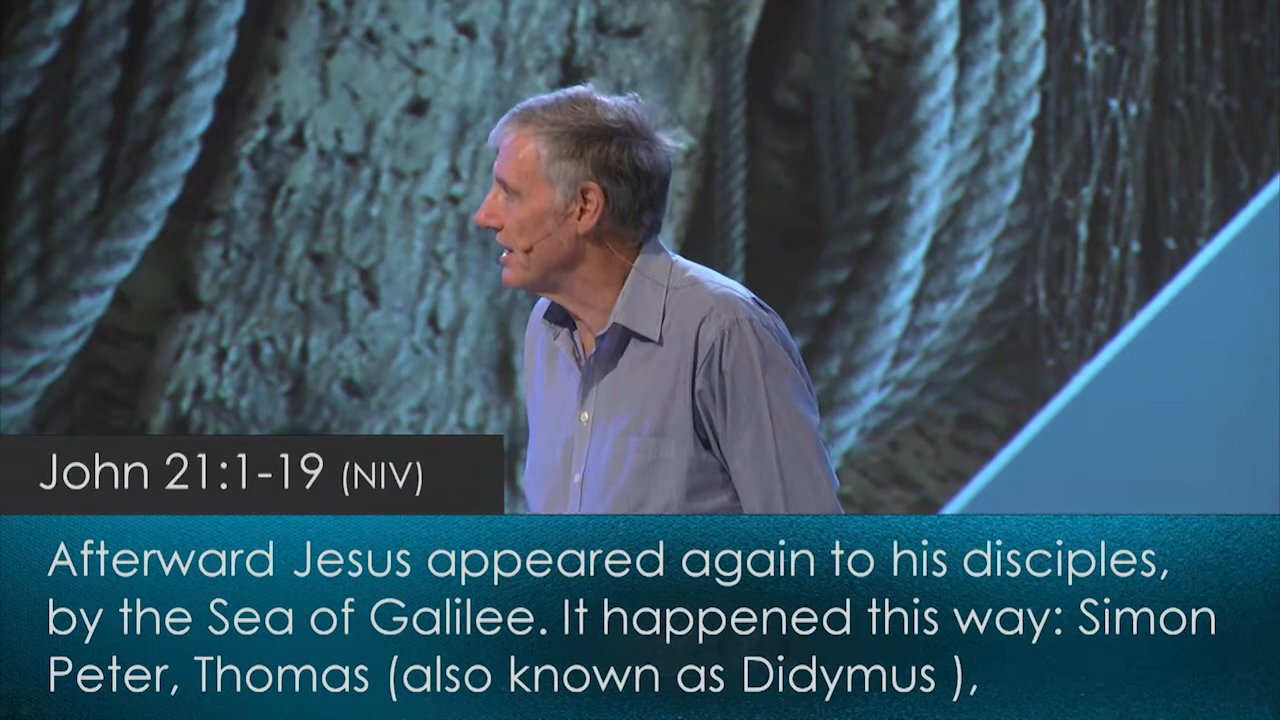 John 21:1-19 (NIV)
Afterward Jesus appeared again to his disciples,
by the Sea of Galilee. It happened this way: Simon
Peter, Thomas (also known as Didymus ),